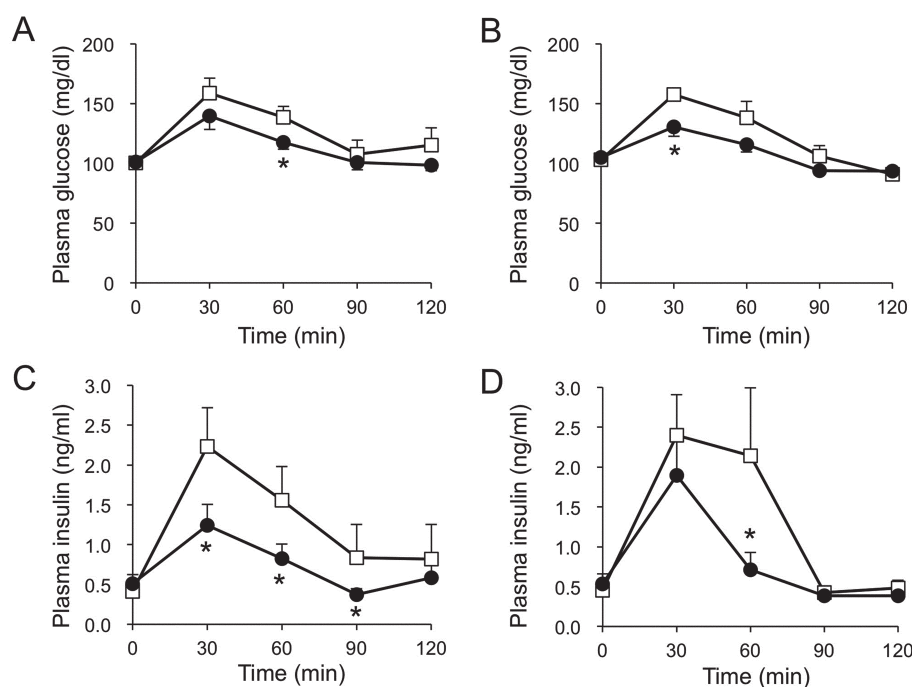 A
Plasma glucose (mg/dl)
200
150
100
50
0
*
0 30 60 90 120
Time (min)
B
Plasma glucose (mg/dl)
200
150
100
50
0
*
0 30 60 90 120
Time (min)
C
Plasma insulin (ng/ml)
3.0
2.5
2.0
1.5
1.0
0.5
0.0
* * *
0 30 60 90 120
Time (min)
D
Plasma insulin (ng/ml)
3.0
2.5
2.0
1.5
1.0
0.5
0.0
*
0 30 60 90 120
Time (min)